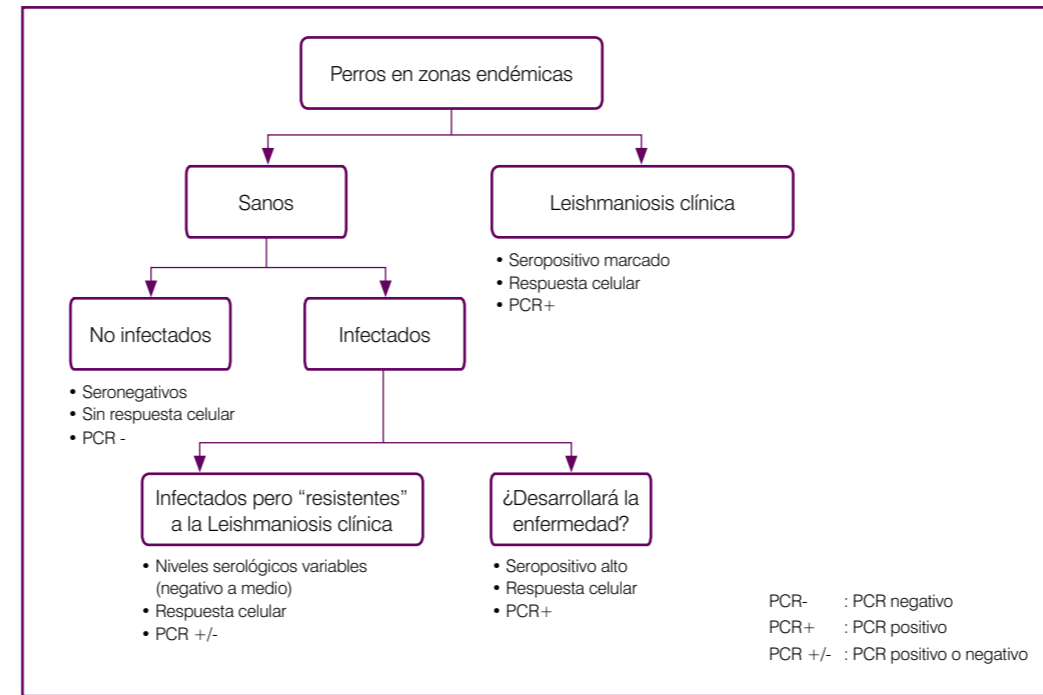 Perros en zonas endémicas
Sanos
Leishmaniosis clínica
• Seropositivo marcado
• Respuesta celular
• PCR+
No infectados
Infectados
• Seronegativos
• Sin respuesta celular
• PCR -
Infectados pero “resistentes”
a la Leishmaniosis clínica
¿Desarrollará la
enfermedad?
• Niveles serológicos variables
(negativo a medio)
• Respuesta celular
• PCR +/-
• Seropositivo alto
• Respuesta celular
• PCR+
PCR- : PCR negativo
PCR+ : PCR positivo
PCR +/- : PCR positivo o negativo